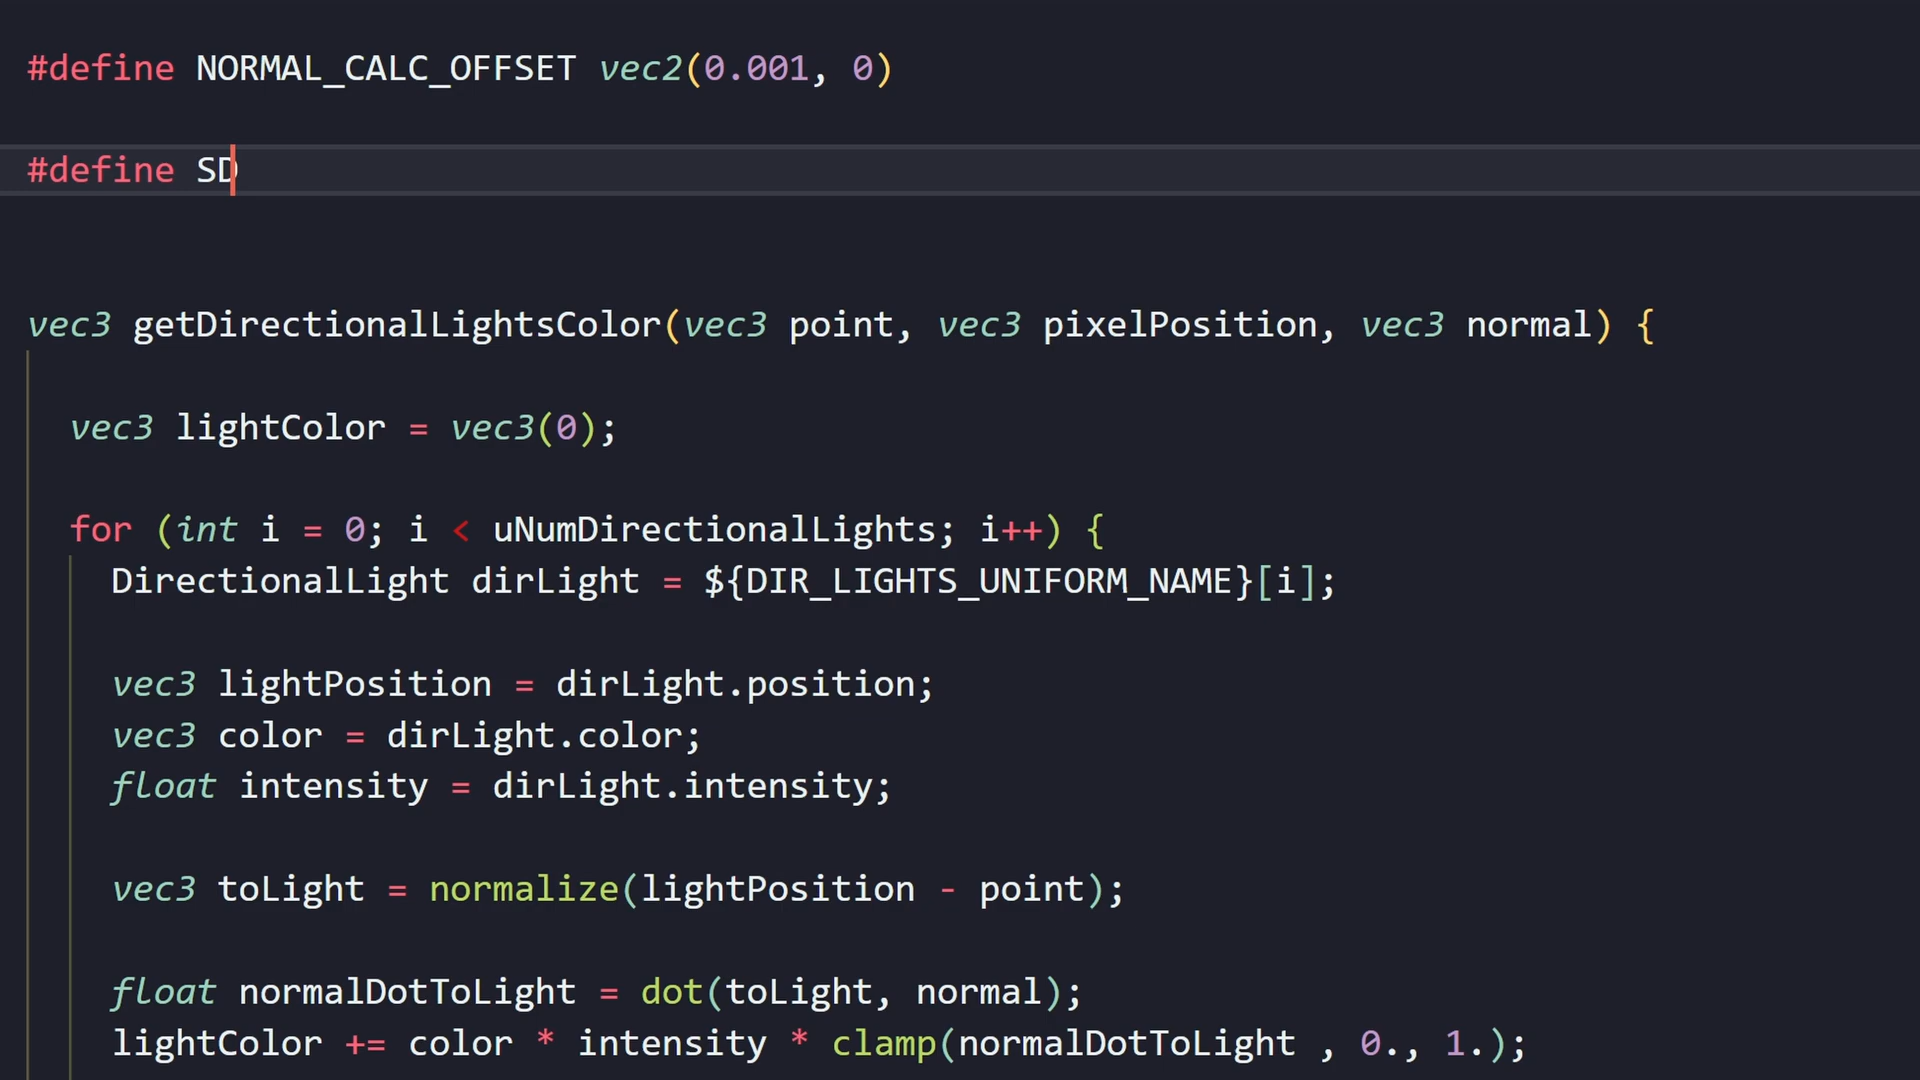 #define NORMAL_CALC_OFFSET vec2(0.001, 0)
#define SD
vec3 getDirectionalLightsColor(vec3 point, vec3 pixelPosition, vec3 normal) {
vec3 lightColor = vec3(0);
for (int i = 0; i < uNumDirectionalLights; i++) {
DirectionalLight dirLight = ${DIR_LIGHTS_UNIFORM_NAME}[i];
vec3 lightPosition = dirLight.position;
vec3 color = dirLight.color;
float intensity = dirLight.intensity;
vec3 toLight = normalize(lightPosition - point);
float normalDotToLight = dot(toLight, normal);
lightColor += color * intensity * clamp(normalDotToLight , 0., 1.);